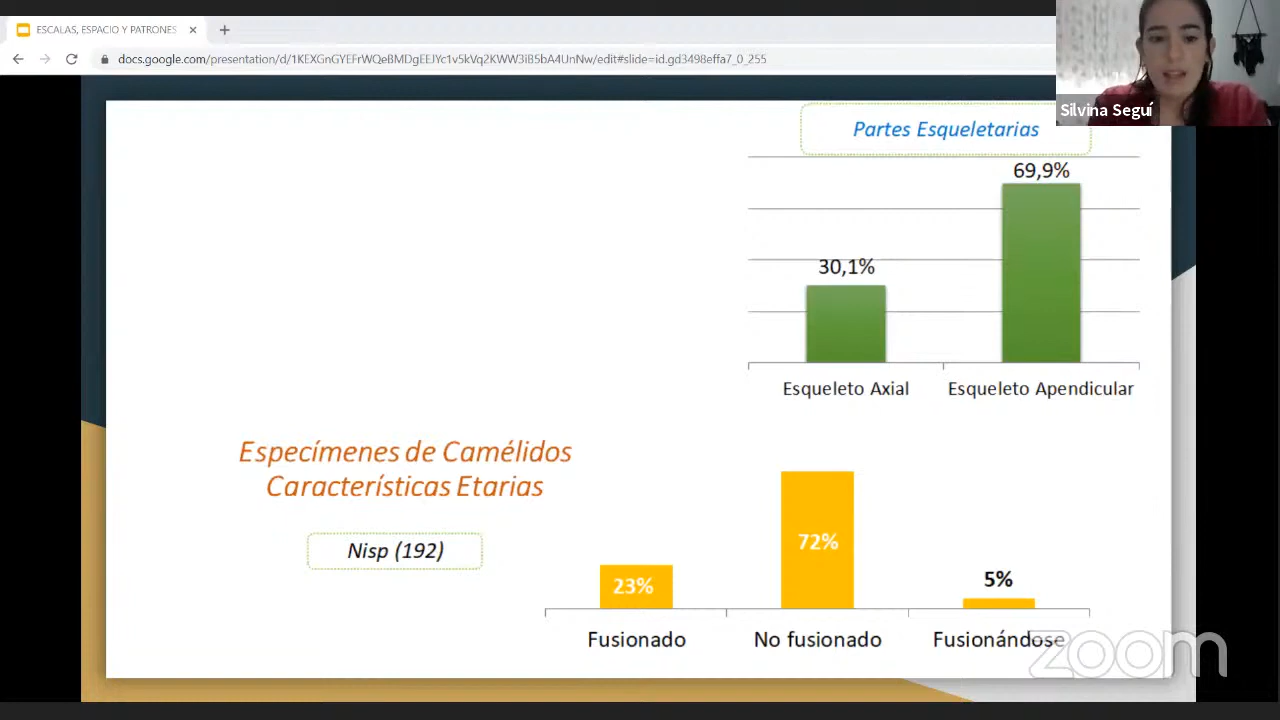 ESCALAS, ESPACIO Y PATRONES
docs.google.com/presentation/d/1KEXGnGYEFrWQeBMDgEEJYc1v5kVq2KWW3iB5bA4UnNw/edit#slide=id.gd3498effa7_0_255
Silvina Seguí
Partes Esqueletarias
69,9%
30,1%
Esqueleto Axial
Esqueleto Apendicular
Especímenes de Camélidos
Características Etarias
Nisp (192)
72%
23%
5%
Fusionado
No fusionado
Fusionándose
zoom